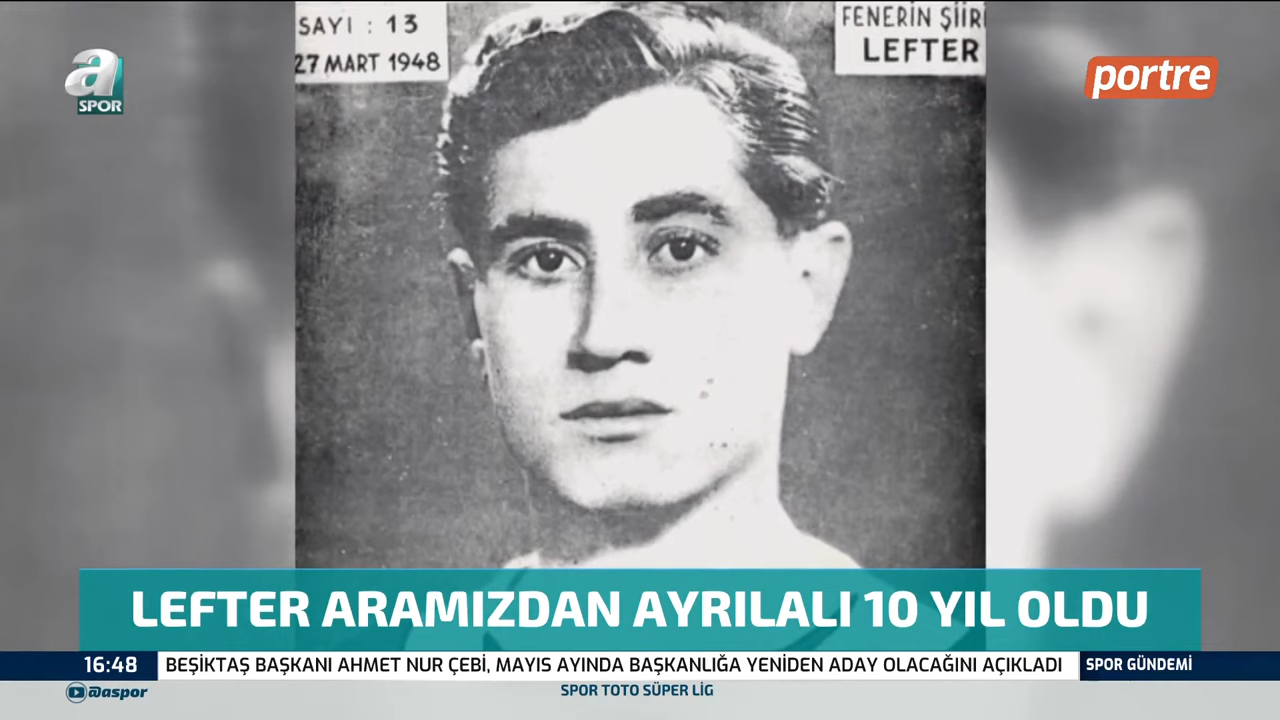 SAYI : 13
27 MART 1948
FENERİN ŞİİRİ
LEFTER
a
SPOR
portre
LEFTER ARAMIZDAN AYRILALI 10 YIL OLDU
16:48
BEŞİKTAŞ BAŞKANI AHMET NUR ÇEBİ, MAYIS AYINDA BAŞKANLIĞA YENİDEN ADAY OLACAĞINI AÇIKLADI
SPOR GÜNDEMİ
@aspor
SPOR TOTO SÜPER LİG